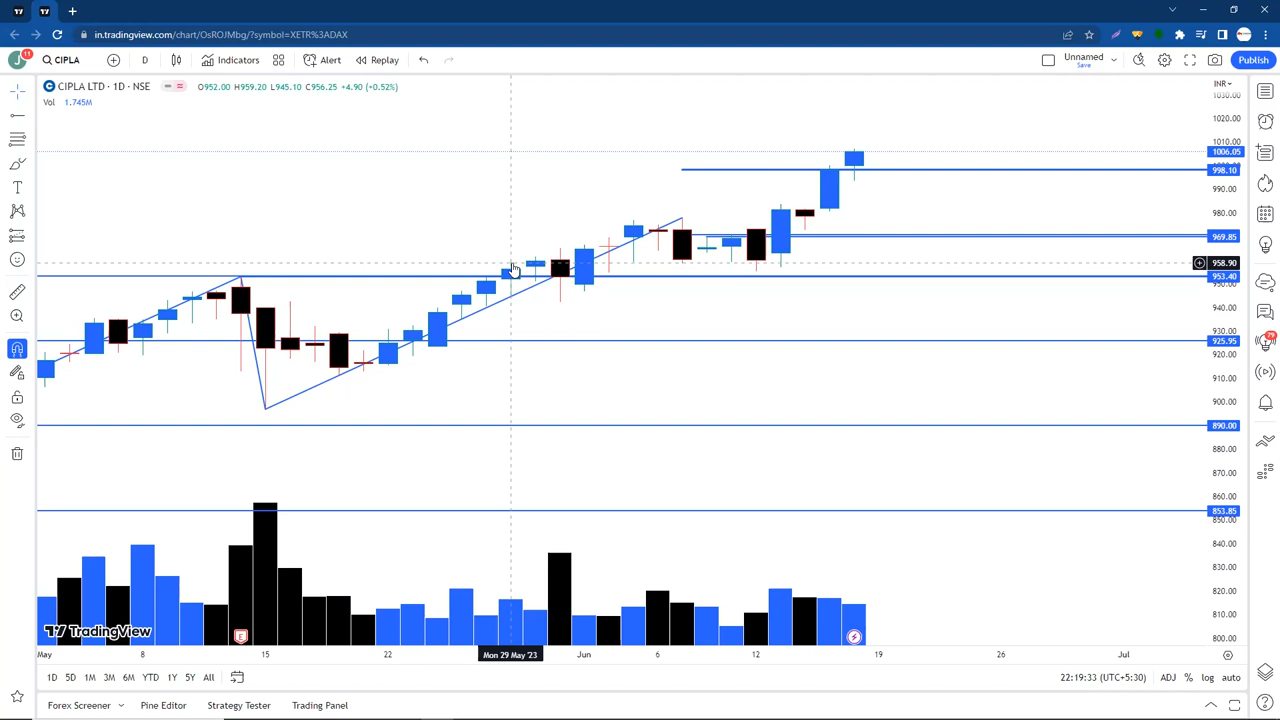 in.tradingview.com/chart/OsROJMbg/?symbol=XETR%3ADAX
J
11
CIPLA
D
Indicators
Alert
Replay
Unnamed
Save
Publish
CIPLA LTD · 1D · NSE
O952.00 H959.20 L945.10 C956.25 +4.90 (+0.52%)
Vol 1.745M
INR
1030.00
1020.00
1010.00
1006.05
998.10
990.00
980.00
969.85
958.90
953.40
950.00
940.00
930.00
925.95
920.00
910.00
900.00
890.00
880.00
870.00
860.00
853.85
850.00
840.00
830.00
820.00
810.00
800.00
79
TradingView
E
May
8
15
22
Mon 29 May '23
Jun
6
12
19
26
Jul
1D 5D 1M 3M 6M YTD 1Y 5Y All
22:19:33 (UTC+5:30)
ADJ % log auto
Forex Screener
Pine Editor
Strategy Tester
Trading Panel